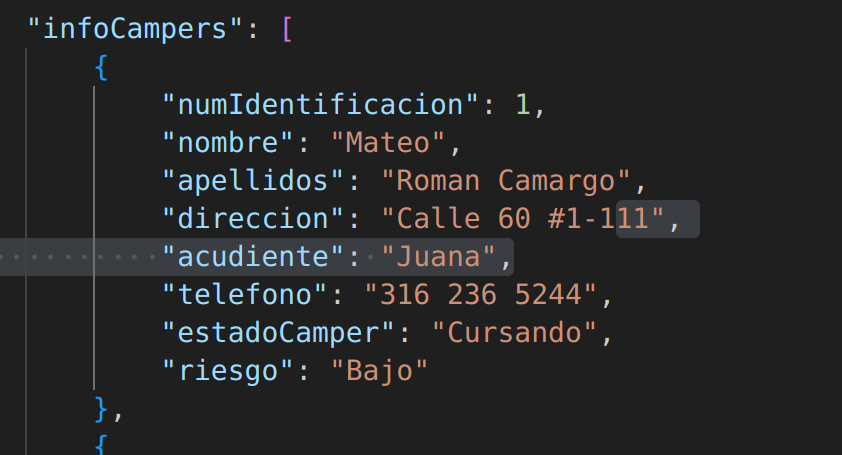 "infoCampers": [
{
"numIdentificacion": 1,
"nombre": "Mateo",
"apellidos": "Roman Camargo",
"direccion": "Calle 60 #1-111",
"acudiente": "Juana",
"telefono": "316 236 5244",
"estadoCamper": "Cursando",
"riesgo": "Bajo"
},
{